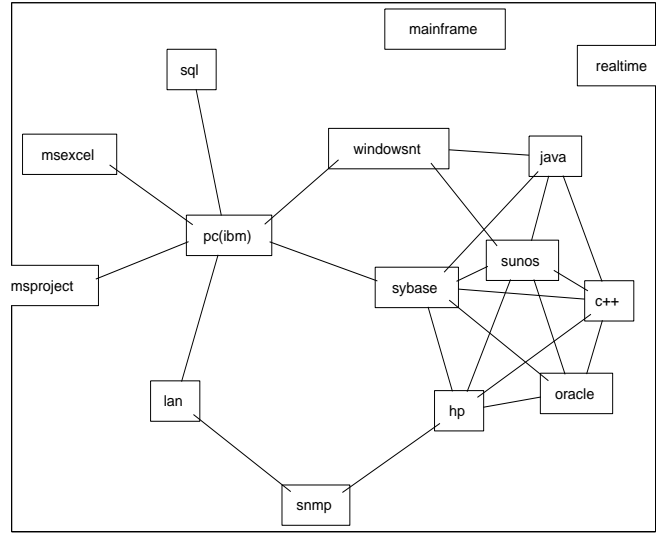 mainframe
sql
realtime
msexcel
windowsnt
java
pc(ibm)
sunos
msproject
sybase
c++
lan
hp
oracle
snmp